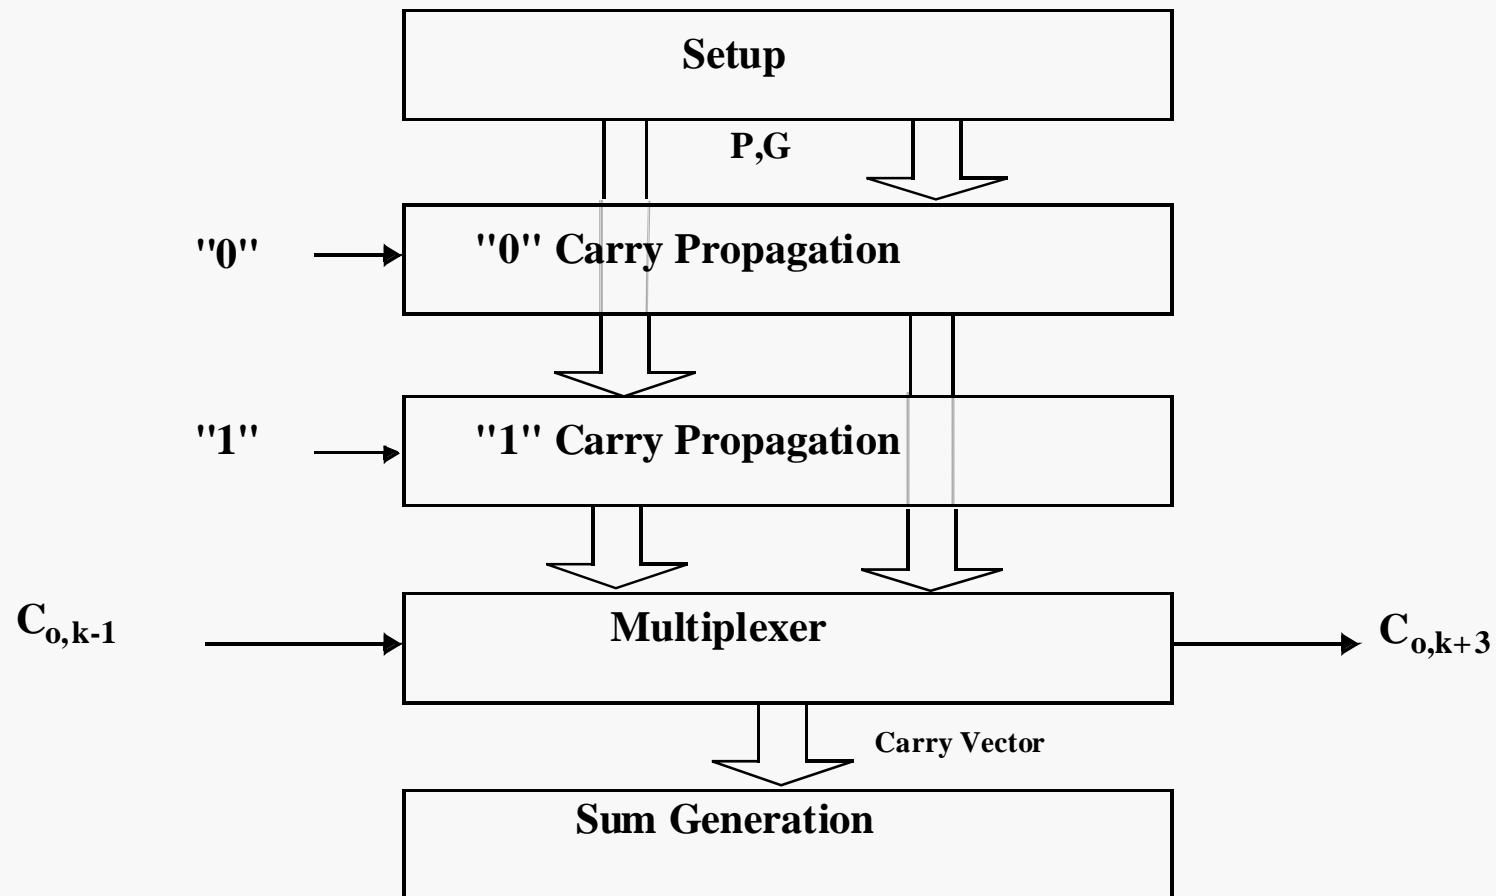 Setup
P,G
"0"
"0" Carry Propagation
"1"
"1" Carry Propagation
Co,k-1
Multiplexer
Co,k+3
Carry Vector
Sum Generation